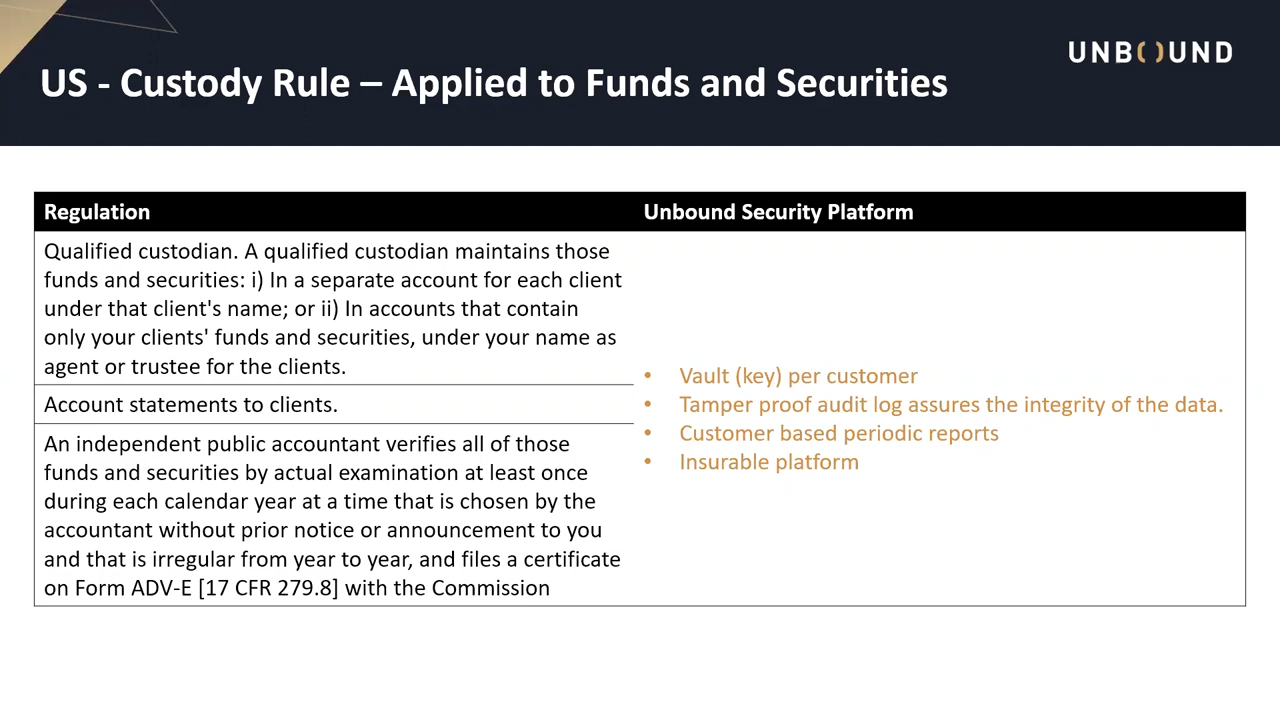 UNBOUND
US - Custody Rule – Applied to Funds and Securities
Regulation
Unbound Security Platform
Qualified custodian. A qualified custodian maintains those
funds and securities: i) In a separate account for each client
under that client's name; or ii) In accounts that contain
only your clients' funds and securities, under your name as
agent or trustee for the clients.
Account statements to clients.
An independent public accountant verifies all of those
funds and securities by actual examination at least once
during each calendar year at a time that is chosen by the
accountant without prior notice or announcement to you
and that is irregular from year to year, and files a certificate
on Form ADV-E [17 CFR 279.8] with the Commission
• Vault (key) per customer
• Tamper proof audit log assures the integrity of the data.
• Customer based periodic reports
• Insurable platform